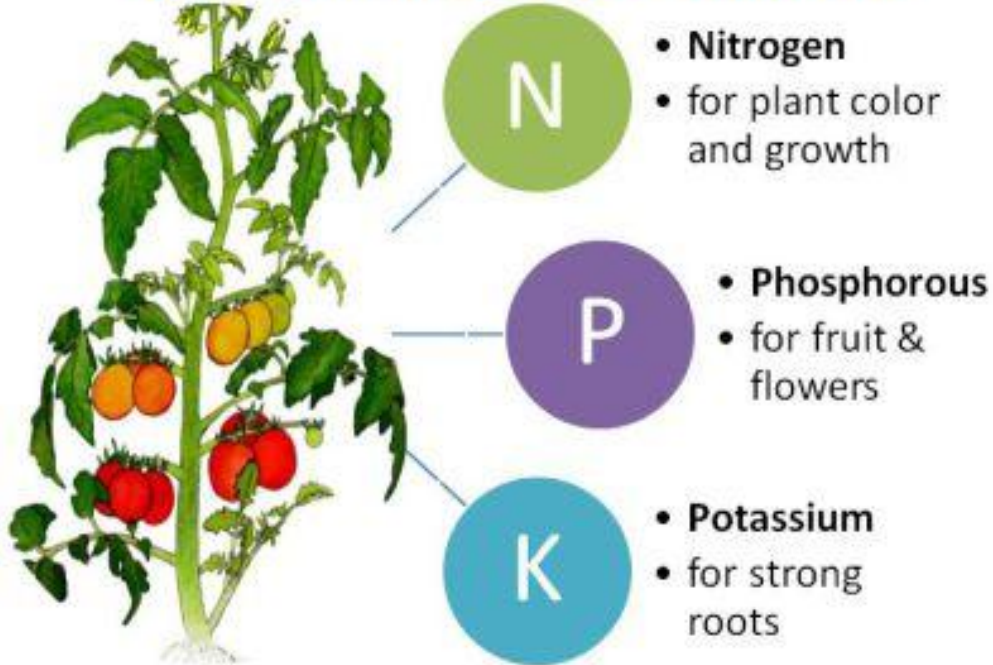 N
• Nitrogen
• for plant color
and growth
P
• Phosphorous
• for fruit &
flowers
K
• Potassium
• for strong
roots